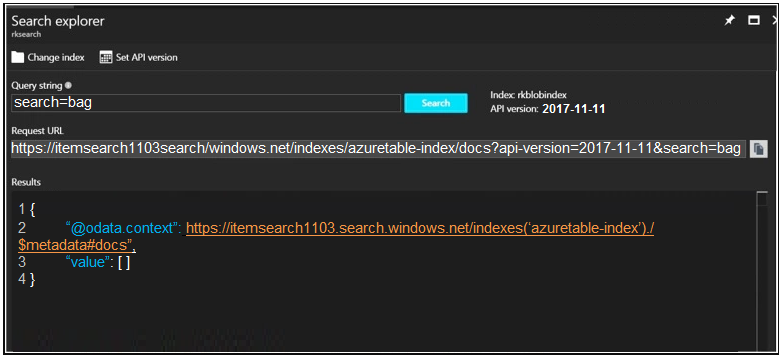 Search explorer
rksearch
Change index Set API version
Query string
search=bag Search Index: rkblobindex
API version: 2017-11-11
Request URL
https://itemsearch1103search/windows.net/indexes/azuretable-index/docs?api-version=2017-11-11&search=bag
Results
1 {
2 “@odata.context”: https://itemsearch1103.search.windows.net/indexes(‘azuretable-index’)./
$metadata#docs”,
3 “value”: [ ]
4 }